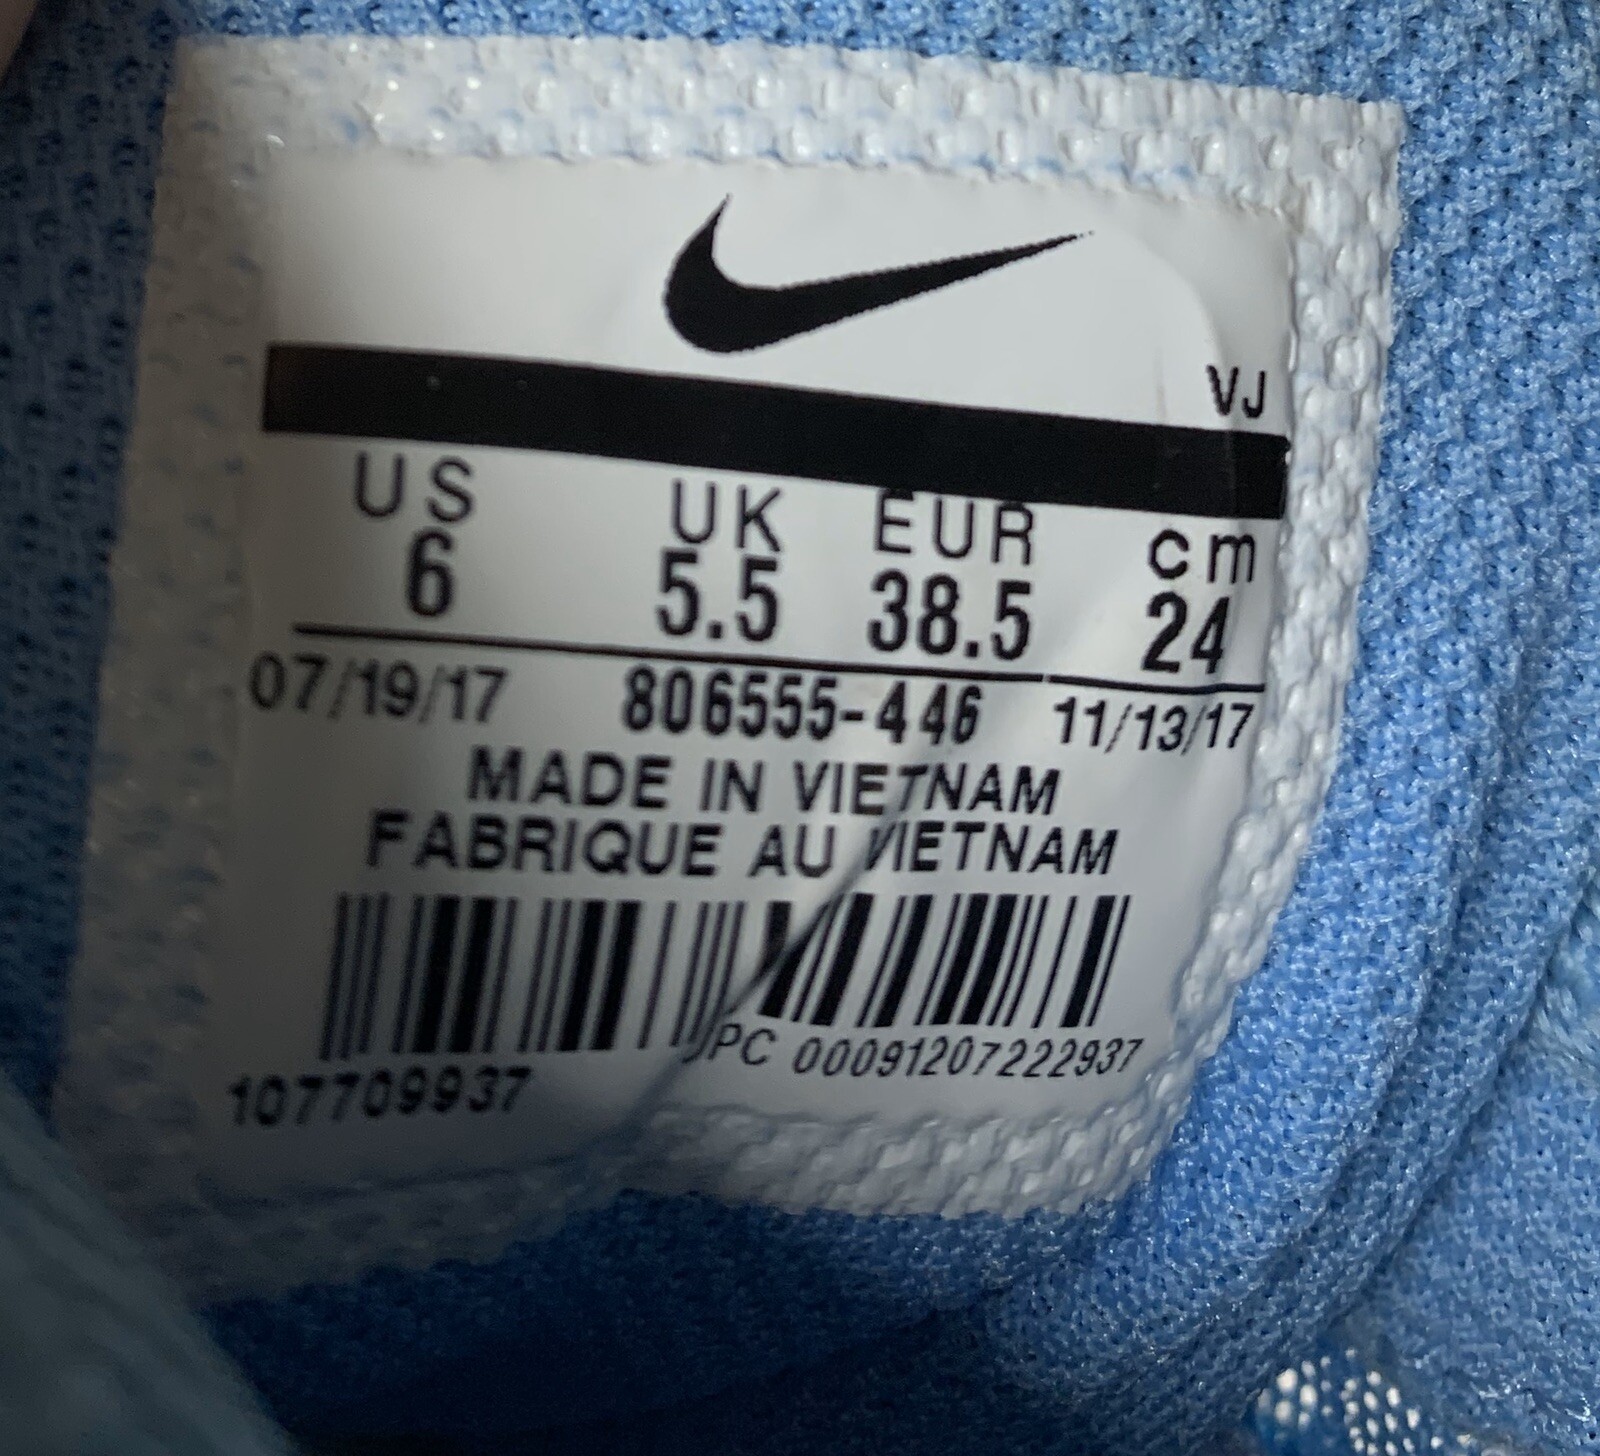 VJ
US UK EUR cm
6 5.5 38.5 24
07/19/17 806555-446 11/13/17
MADE IN VIETNAM
FABRIQUE AU VIETNAM
UPC 00091207222937
107709937